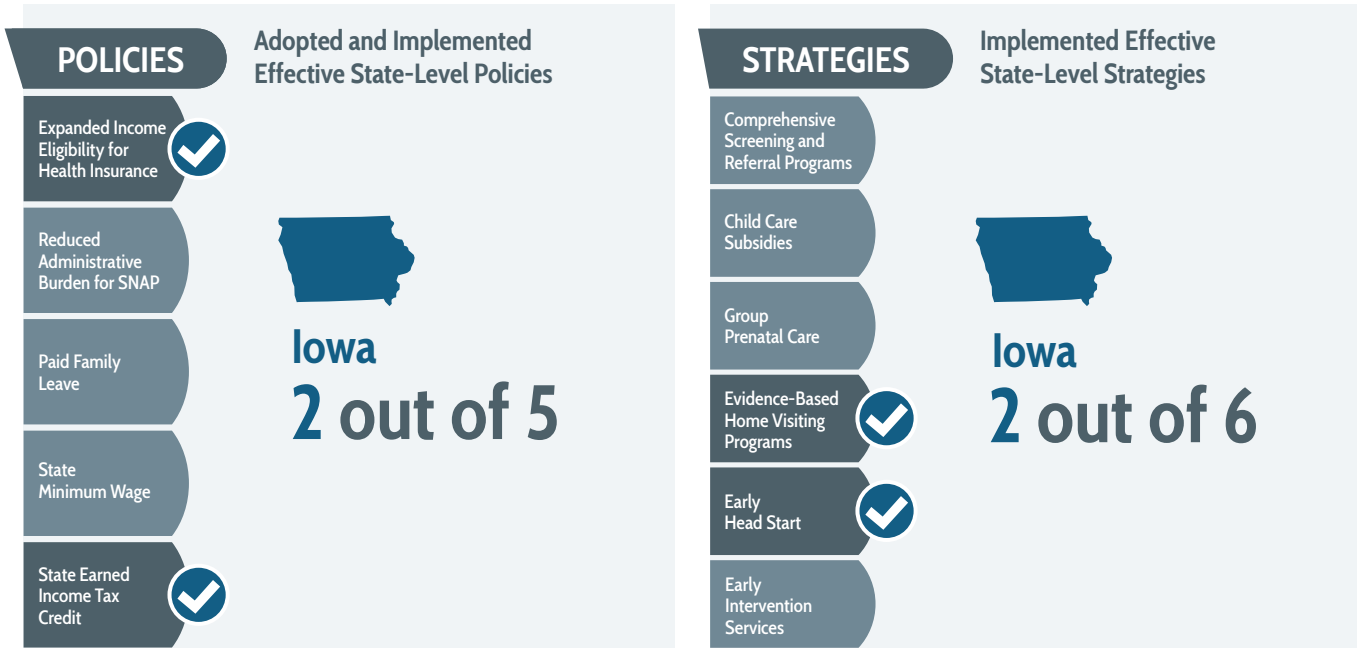 POLICIES
Adopted and Implemented
Effective State-Level Policies
Expanded Income
Eligibility for
Health Insurance
Reduced
Administrative
Burden for SNAP
Paid Family
Leave
State
Minimum Wage
State Earned
Income Tax
Credit
Iowa
2 out of 5
STRATEGIES
Implemented Effective
State-Level Strategies
Comprehensive
Screening and
Referral Programs
Child Care
Subsidies
Group
Prenatal Care
Evidence-Based
Home Visiting
Programs
Early
Head Start
Early
Intervention
Services
Iowa
2 out of 6